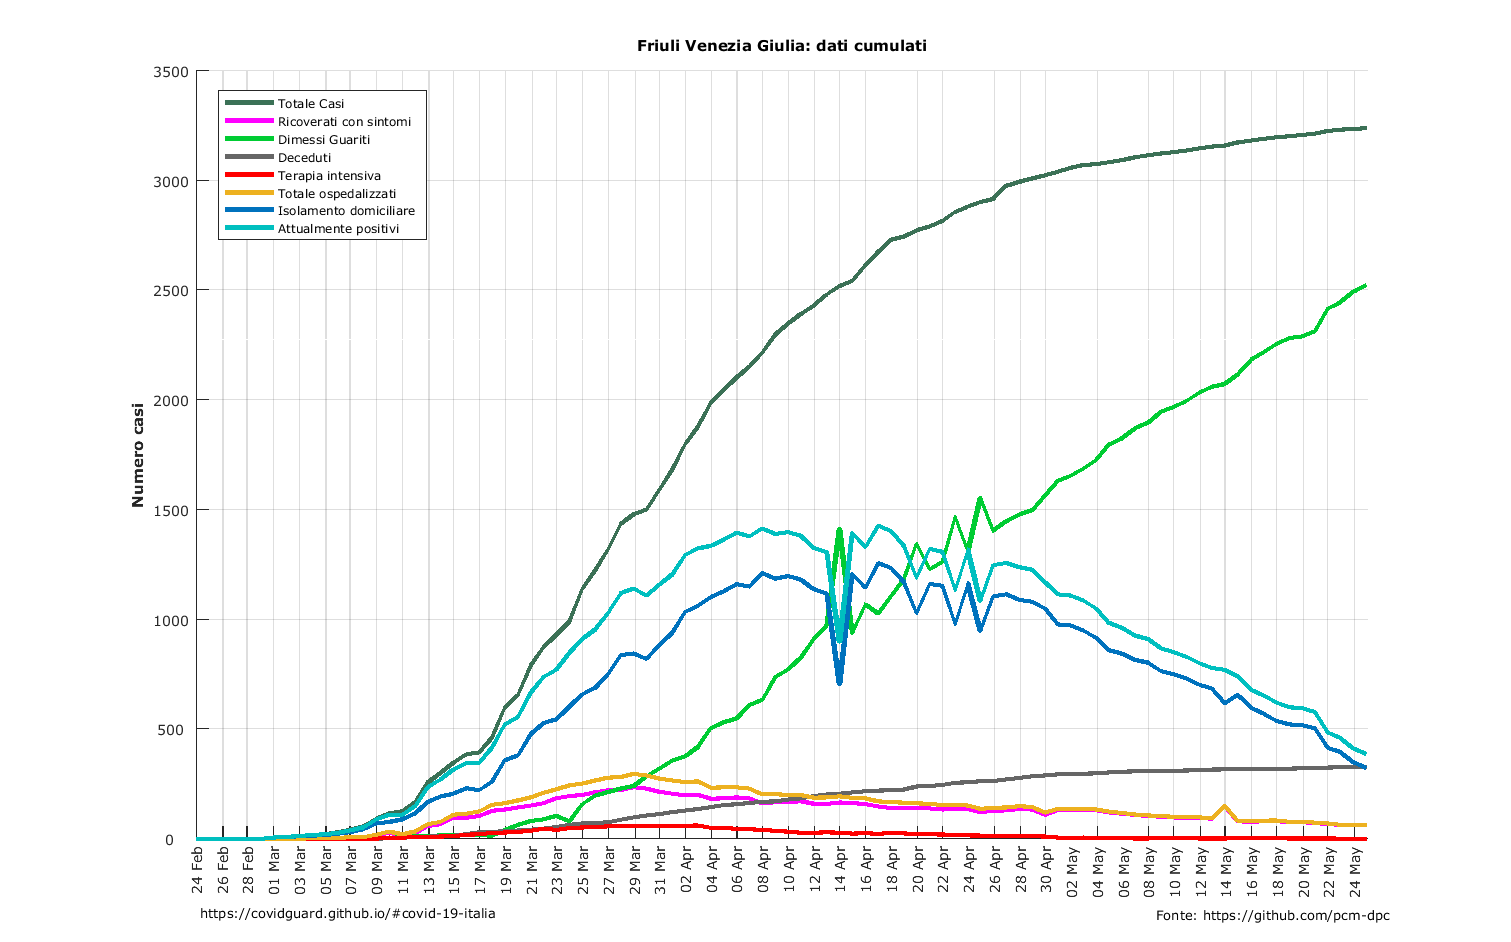 Friuli Venezia Giulia: dati cumulati
3500
3000
2500
2000
1500
1000
500
0
Numero casi
Totale Casi
Ricoverati con sintomi
Dimessi Guariti
Deceduti
Terapia intensiva
Totale ospedalizzati
Isolamento domiciliare
Attualmente positivi
24 Feb
26 Feb
28 Feb
01 Mar
03 Mar
05 Mar
07 Mar
09 Mar
11 Mar
13 Mar
15 Mar
17 Mar
19 Mar
21 Mar
23 Mar
25 Mar
27 Mar
29 Mar
31 Mar
02 Apr
04 Apr
06 Apr
08 Apr
10 Apr
12 Apr
14 Apr
16 Apr
18 Apr
20 Apr
22 Apr
24 Apr
26 Apr
28 Apr
30 Apr
02 May
04 May
06 May
08 May
10 May
12 May
14 May
16 May
18 May
20 May
22 May
24 May
https://covidguard.github.io/#covid-19-italia
Fonte: https://github.com/pcm-dpc